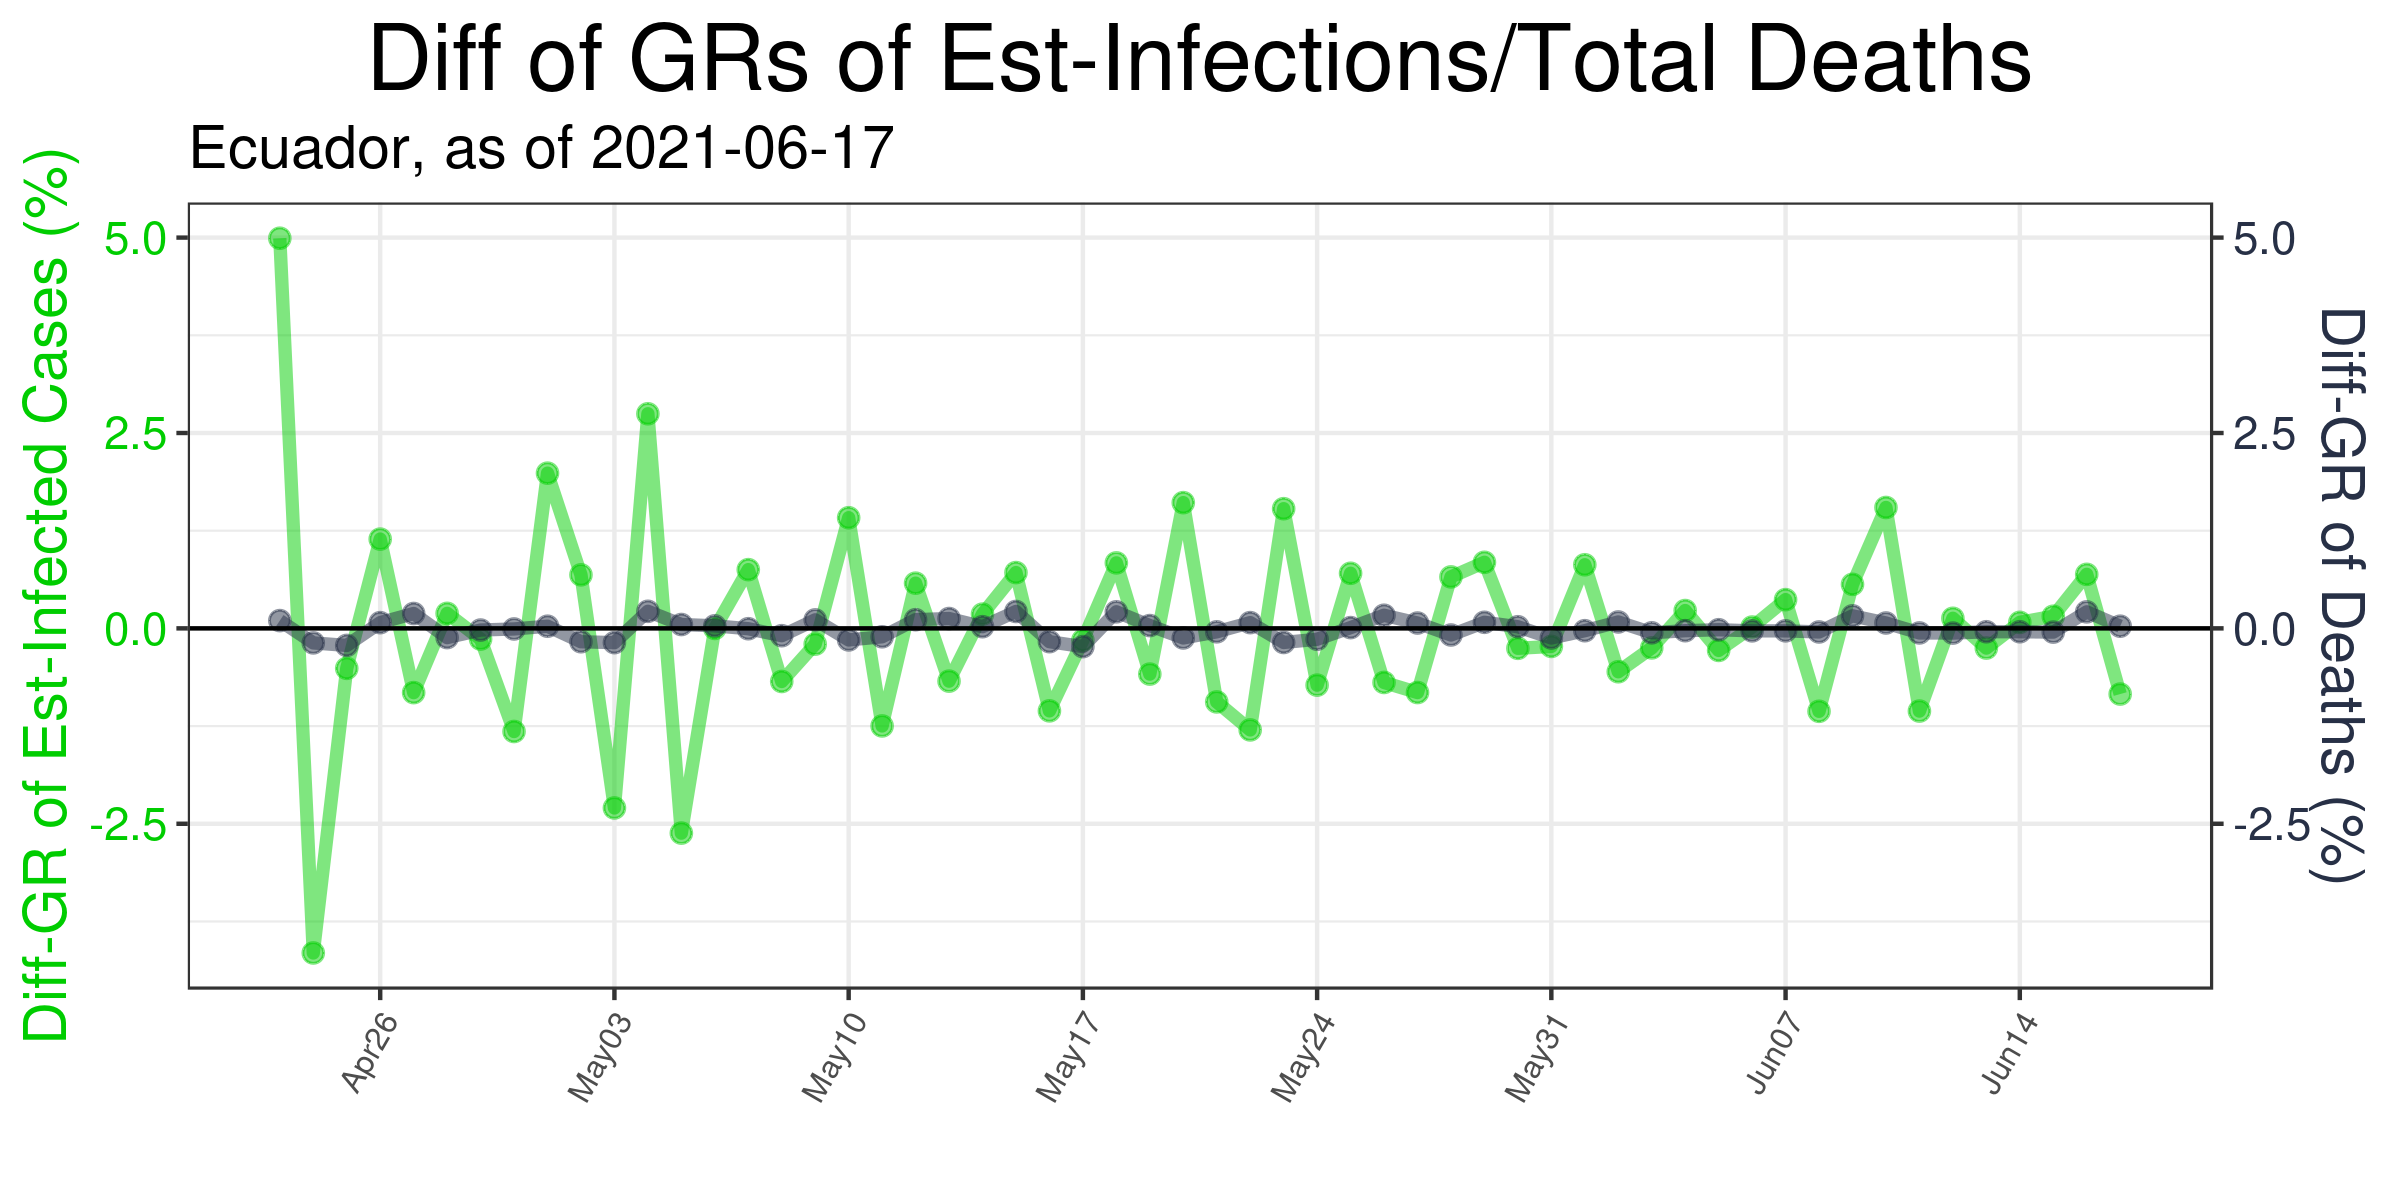 Diff of GRs of Est-Infections/Total Deaths
Ecuador, as of 2021-06-17
Diff-GR of Est-Infected Cases (%)
5.0
2.5
0.0
-2.5
5.0
2.5
0.0
-2.5
Diff-GR of Deaths (%)
Apr26
May03
May10
May17
May24
May31
Jun07
Jun14